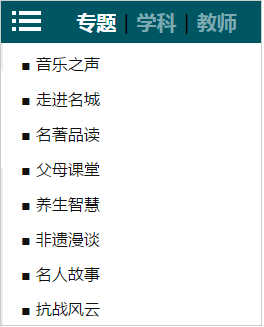 专题 | 学科 | 教师
■ 音乐之声
■ 走进名城
■ 名著品读
■ 父母课堂
■ 养生智慧
■ 非遗漫谈
■ 名人故事
■ 抗战风云